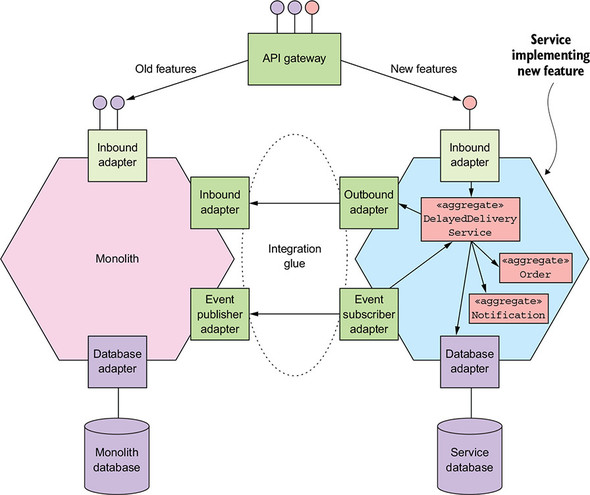 Service
implementing
new feature
API gateway
Old features
New features
Inbound
adapter
Inbound
adapter
Inbound
adapter
Outbound
adapter
«aggregate»
DelayedDelivery
Service
Monolith
Integration
glue
«aggregate»
Order
«aggregate»
Notification
Event
publisher
adapter
Event
subscriber
adapter
Database
adapter
Database
adapter
Monolith
database
Service
database